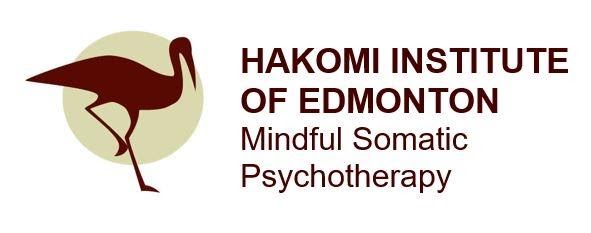 HAKOMI INSTITUTE
OF EDMONTON
Mindful Somatic
Psychotherapy